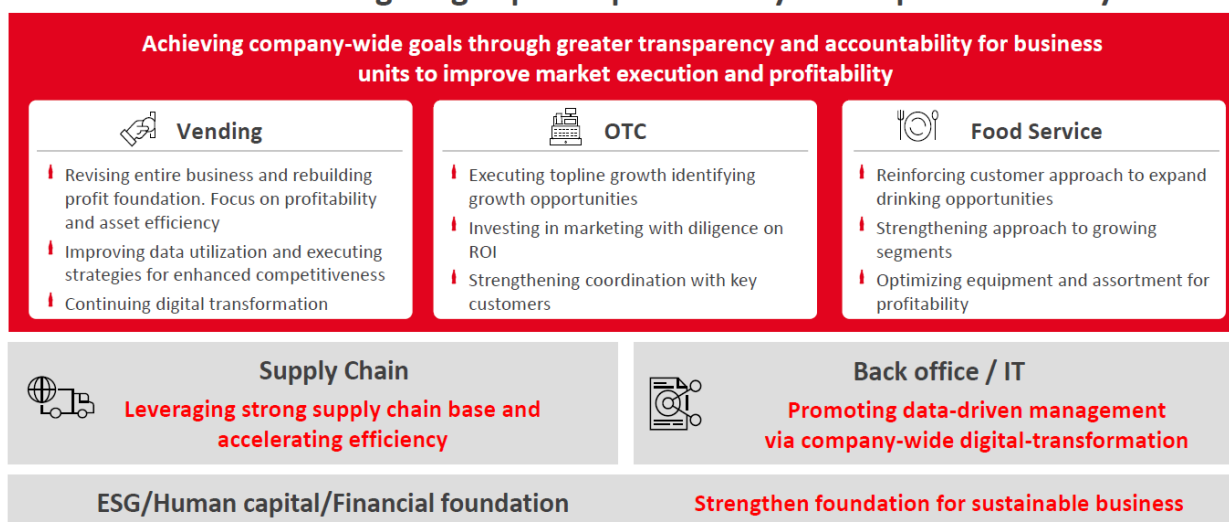 Achieving company-wide goals through greater transparency and accountability for business
units to improve market execution and profitability
Vending
Revising entire business and rebuilding
profit foundation. Focus on profitability
and asset efficiency
Improving data utilization and executing
strategies for enhanced competitiveness
Continuing digital transformation
OTC
Executing topline growth identifying
growth opportunities
Investing in marketing with diligence on
ROI
Strengthening coordination with key
customers
Food Service
Reinforcing customer approach to expand
drinking opportunities
Strengthening approach to growing
segments
Optimizing equipment and assortment for
profitability
Supply Chain
Leveraging strong supply chain base and
accelerating efficiency
Back office / IT
Promoting data-driven management
via company-wide digital-transformation
ESG/Human capital/Financial foundation
Strengthen foundation for sustainable business